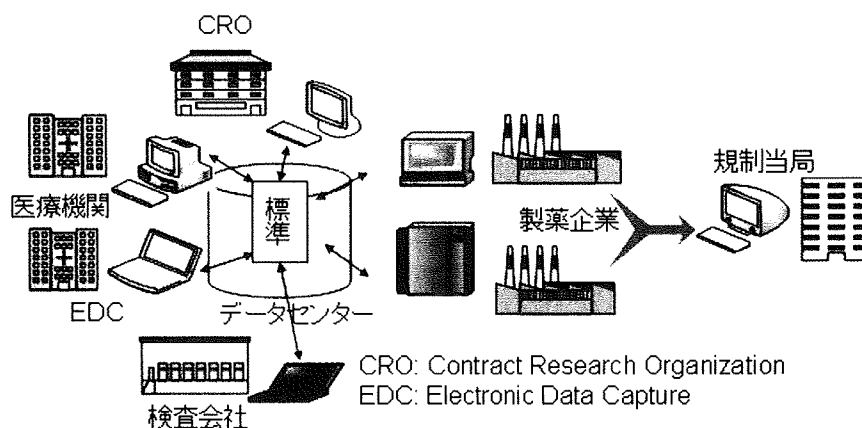 CRO
医療機関
標準
規制当局
製薬企業
EDC
データセンター
CRO: Contract Research Organization
EDC: Electronic Data Capture
検査会社